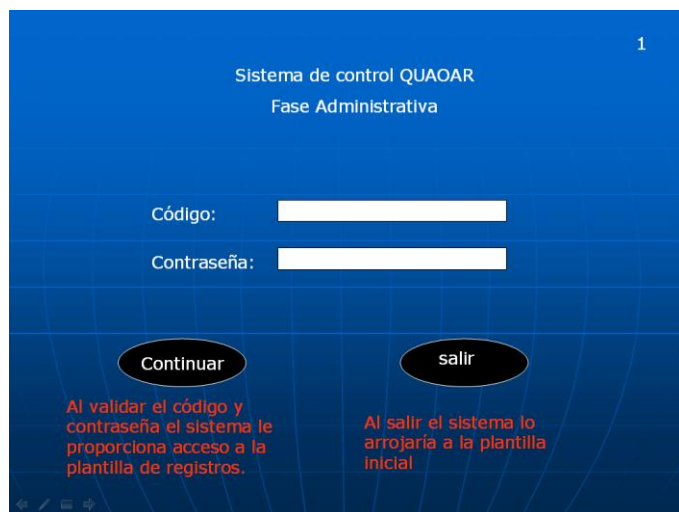 1
Sistema de control QUAOAR
Fase Administrativa
Código:
Contraseña:
Continuar
salir
Al validar el código y
contraseña el sistema le
proporciona acceso a la
plantilla de registros.
Al salir el sistema lo
arrojaría a la plantilla
inicial